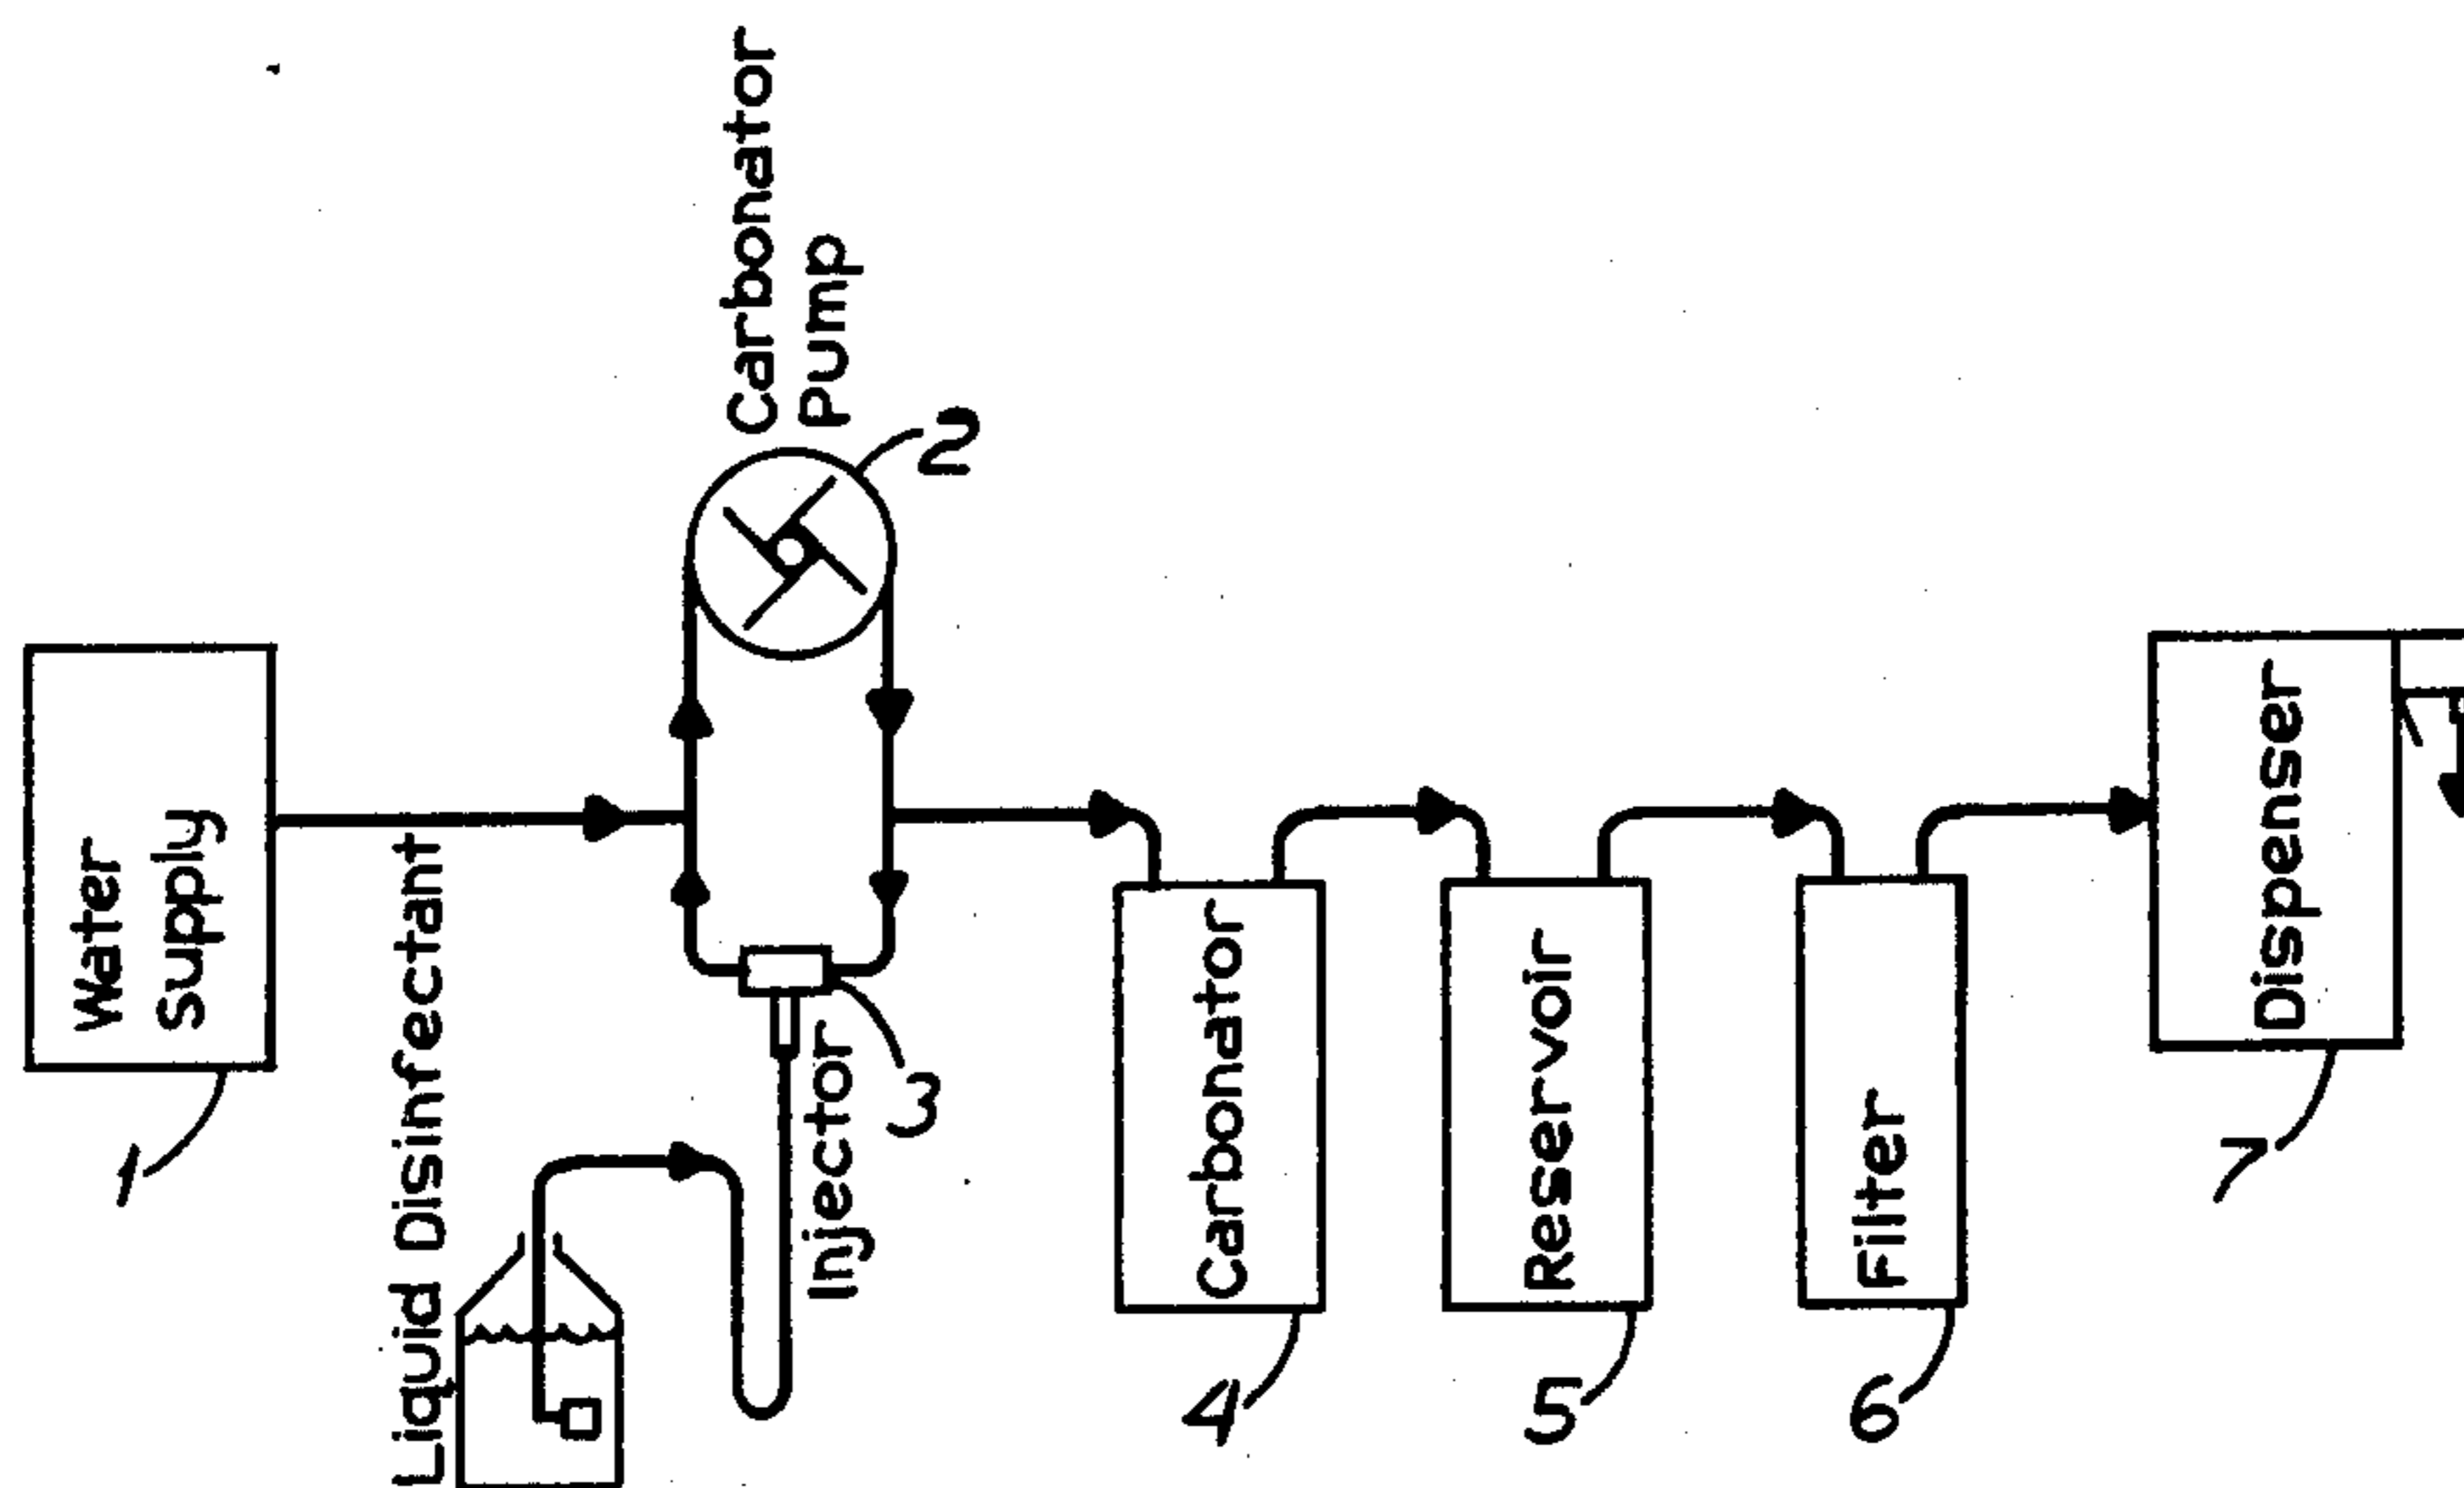 Water
Supply
1
Liquid Disinfectant
Carbonator
Pump
2
Injector
3
Carbonator
4
Reservoir
5
Filter
6
Dispenser
7